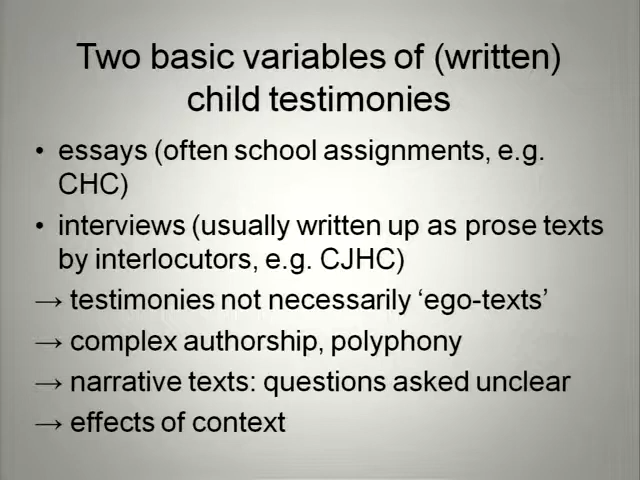 Two basic variables of (written)
child testimonies
• essays (often school assignments, e.g.
CHC)
• interviews (usually written up as prose texts
by interlocutors, e.g. CJHC)
→ testimonies not necessarily ‘ego-texts’
→ complex authorship, polyphony
→ narrative texts: questions asked unclear
→ effects of context